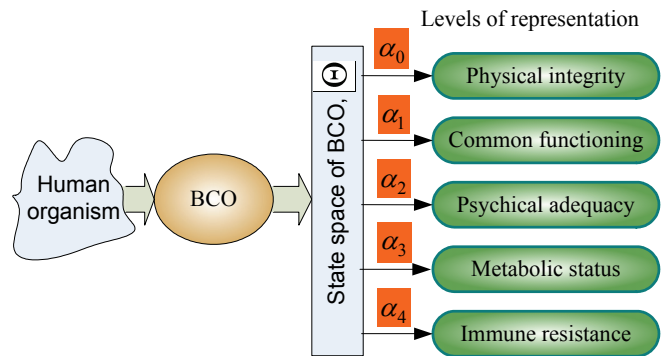 Levels of representation
Human
organism
BCO
State space of BCO, Θ
α₀
Physical integrity
α₁
Common functioning
α₂
Psychical adequacy
α₃
Metabolic status
α₄
Immune resistance